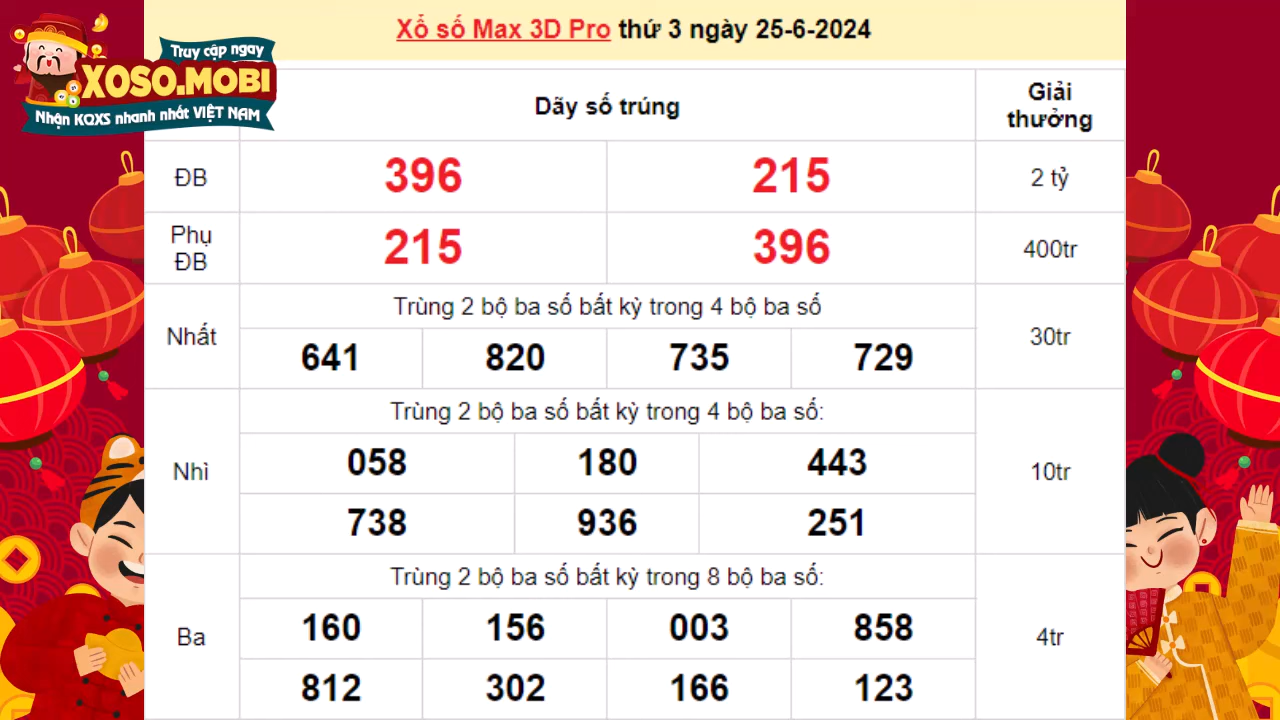 Truy cập ngay
XOSO.MOBI
Nhận KQXS nhanh nhất VIỆT NAM
Xổ số Max 3D Pro thứ 3 ngày 25-6-2024
Dãy số trúng
Giải
thưởng
ĐB
396
215
2 tỷ
Phụ
ĐB
215
396
400tr
Nhất
Trùng 2 bộ ba số bất kỳ trong 4 bộ ba số
641
820
735
729
30tr
Nhì
Trùng 2 bộ ba số bất kỳ trong 4 bộ ba số:
058
180
443
738
936
251
10tr
Ba
Trùng 2 bộ ba số bất kỳ trong 8 bộ ba số:
160
156
003
858
812
302
166
123
4tr